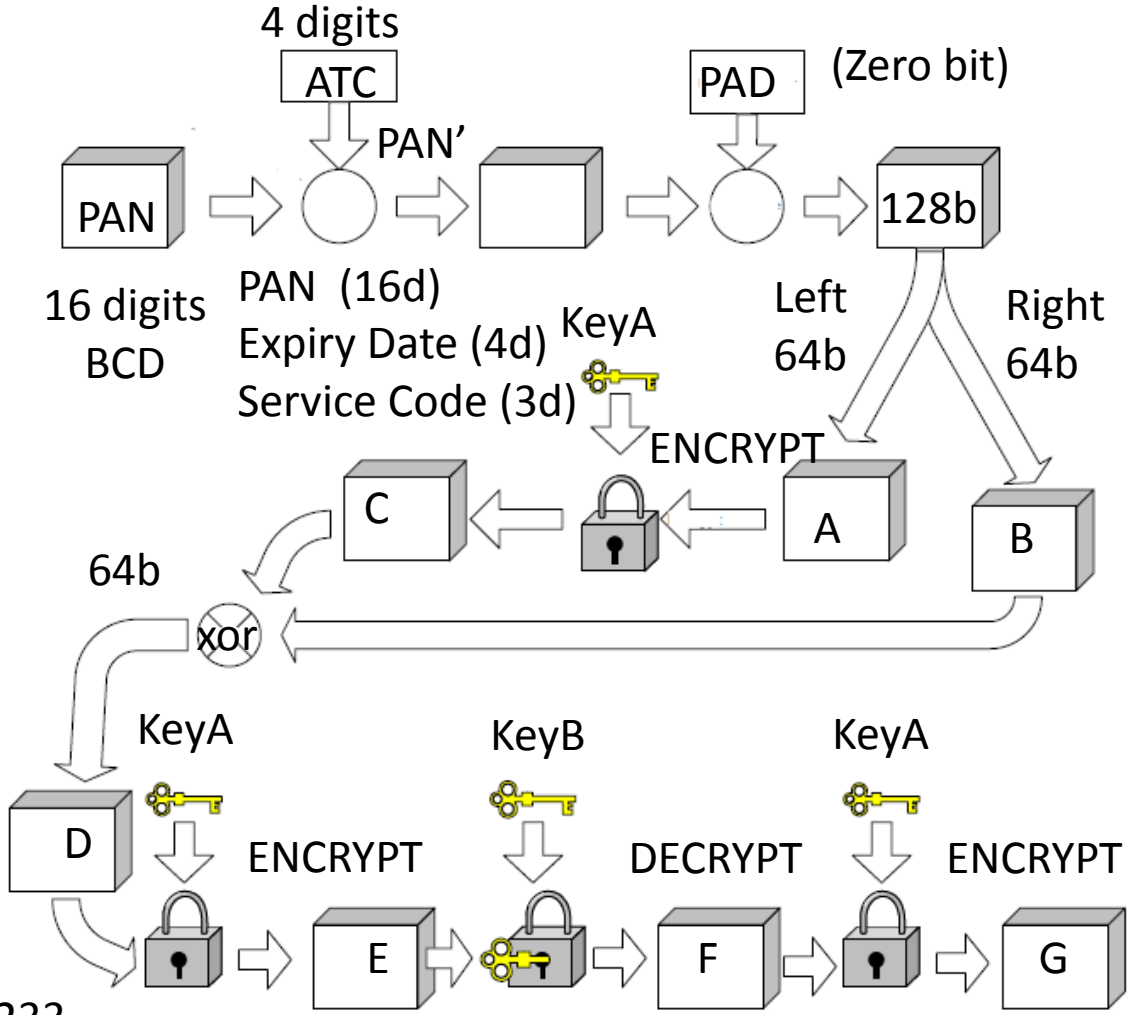 4 digits
ATC
PAD
(Zero bit)
PAN’
PAN
128b
16 digits
BCD
PAN (16d)
Expiry Date (4d)
Service Code (3d)
KeyA
Left
64b
Right
64b
ENCRYPT
C
A
B
64b
xor
KeyA
KeyB
KeyA
D
ENCRYPT
DECRYPT
ENCRYPT
E
F
G